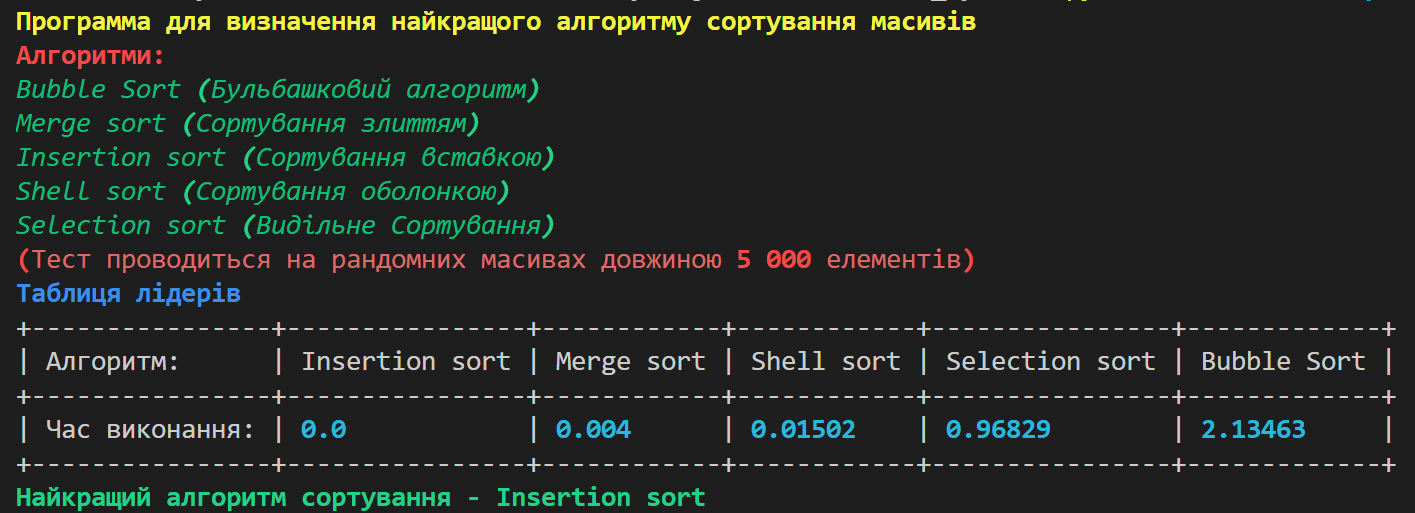 Программа для визначення найкращого алгоритму сортування масивів
Алгоритми:
Bubble Sort (Бульбашковий алгоритм)
Merge sort (Сортування злиттям)
Insertion sort (Сортування вставкою)
Shell sort (Сортування оболонкою)
Selection sort (Видільне Сортування)
(Тест проводиться на рандомних масивах довжиною 5 000 елементів)
Таблиця лідерів
+----------------+----------------+------------+------------+----------------+-------------+
| Алгоритм: | Insertion sort | Merge sort | Shell sort | Selection sort | Bubble Sort |
+----------------+----------------+------------+------------+----------------+-------------+
| Час виконання: | 0.0 | 0.004 | 0.01502 | 0.96829 | 2.13463 |
+----------------+----------------+------------+------------+----------------+-------------+
Найкращий алгоритм сортування - Insertion sort